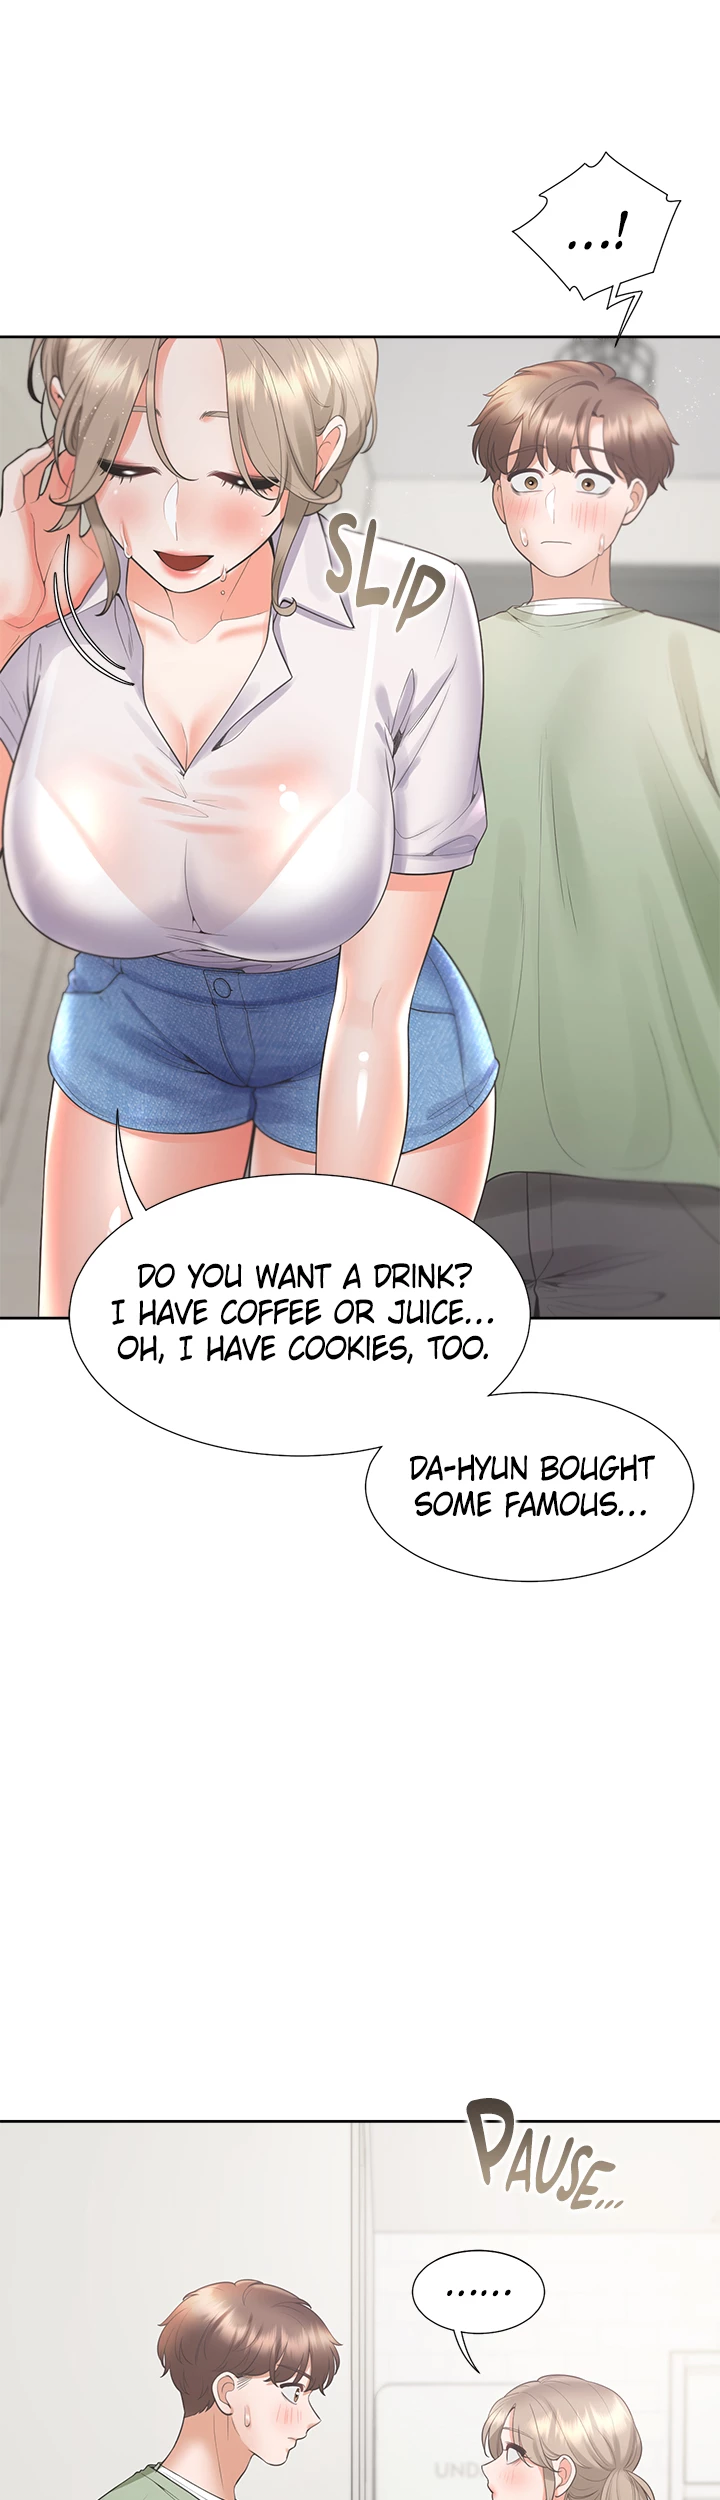 ...!
SLIP
DO YOU WANT A DRINK?
I HAVE COFFEE OR JUICE...
OH, I HAVE COOKIES, TOO.
DA-HYUN BOUGHT
SOME FAMOUS...
PAUSE...
......
UND